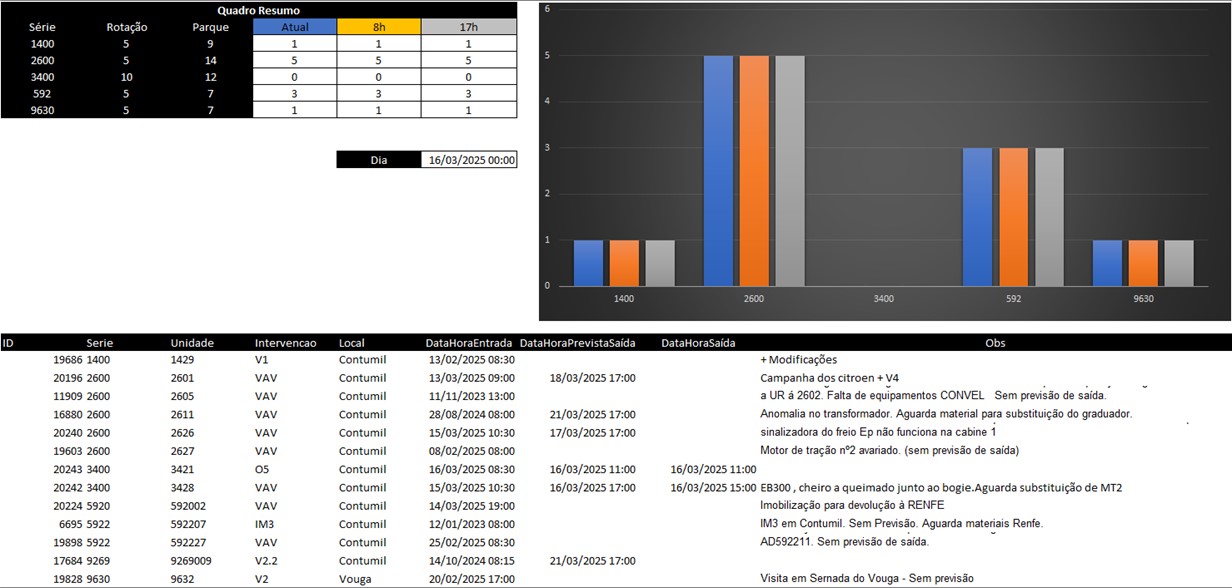 Quadro Resumo
Série Rotação Parque Atual 8h 17h
1400 5 9 1 1 1
2600 5 14 5 5 5
3400 10 12 0 0 0
592 5 7 3 3 3
9630 5 7 1 1 1
Dia 16/03/2025 00:00
6
5
4
3
2
1
0
1400 2600 3400 592 9630
ID Serie Unidade Intervencao Local DataHoraEntrada DataHoraPrevistaSaída DataHoraSaída Obs
19686 1400 1429 V1 Contumil 13/02/2025 08:30 + Modificações
20196 2600 2601 VAV Contumil 13/03/2025 09:00 18/03/2025 17:00 Campanha dos citroen + V4
11909 2600 2605 VAV Contumil 11/11/2023 13:00 a UR á 2602. Falta de equipamentos CONVEL Sem previsão de saída.
16880 2600 2611 VAV Contumil 28/08/2024 08:00 21/03/2025 17:00 Anomalia no transformador. Aguarda material para substituição do graduador.
20240 2600 2626 VAV Contumil 15/03/2025 10:30 17/03/2025 17:00 sinalizadora do freio Ep não funciona na cabine 1
19603 2600 2627 VAV Contumil 08/02/2025 08:00 Motor de tração nº2 avariado. (sem previsão de saída)
20243 3400 3421 O5 Contumil 16/03/2025 08:30 16/03/2025 11:00 16/03/2025 11:00
20242 3400 3428 VAV Contumil 15/03/2025 10:30 16/03/2025 17:00 16/03/2025 15:00 EB300 , cheiro a queimado junto ao bogie.Aguarda substituição de MT2
20224 5920 592002 VAV Contumil 14/03/2025 19:00 Imobilização para devolução à RENFE
6695 5922 592207 IM3 Contumil 12/01/2023 08:00 IM3 em Contumil. Sem Previsão. Aguarda materiais Renfe.
19898 5922 592227 VAV Contumil 25/02/2025 08:30 AD592211. Sem previsão de saída.
17684 9269 9269009 V2.2 Contumil 14/10/2024 08:15 21/03/2025 17:00
19828 9630 9632 V2 Vouga 20/02/2025 17:00 Visita em Sernada do Vouga - Sem previsão